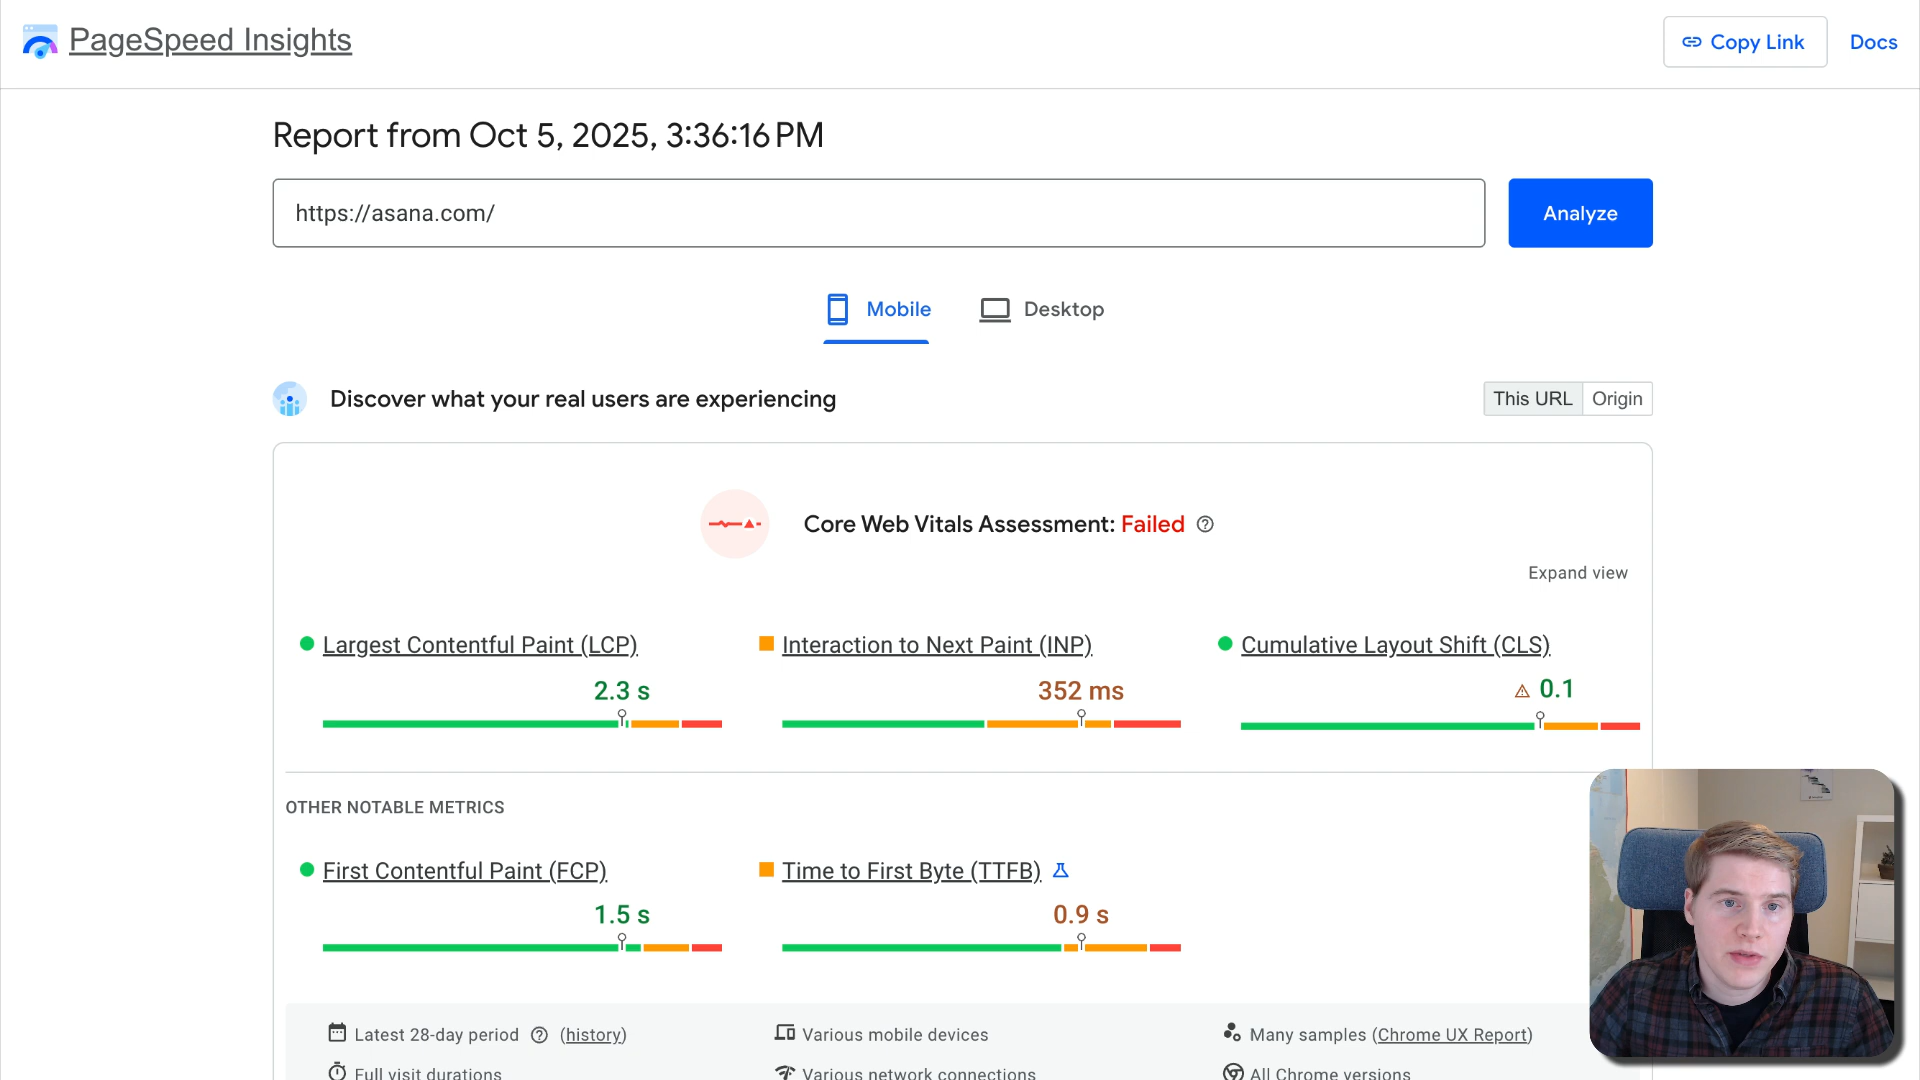 PageSpeed Insights
Copy Link
Docs
Report from Oct 5, 2025, 3:36:16 PM
https://asana.com/
Analyze
Mobile
Desktop
Discover what your real users are experiencing
This URL
Origin
Core Web Vitals Assessment: Failed
Expand view
Largest Contentful Paint (LCP)
2.3 s
Interaction to Next Paint (INP)
352 ms
Cumulative Layout Shift (CLS)
0.1
OTHER NOTABLE METRICS
First Contentful Paint (FCP)
1.5 s
Time to First Byte (TTFB)
0.9 s
Latest 28-day period (history)
Various mobile devices
Many samples (Chrome UX Report)
Full visit durations
Various network connections
All Chrome versions